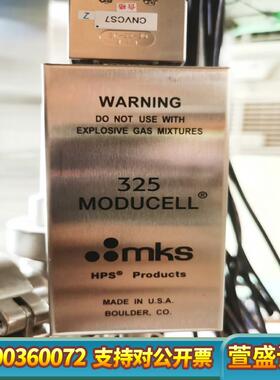 CNVCS7
Z
WARNING
DO NOT USE WITH
EXPLOSIVE GAS MIXTURES
325
MODUCELL®
mks
HPS® Products
MADE IN U.S.A.
BOULDER, CO.
00360072 支持对公开票
萱盛